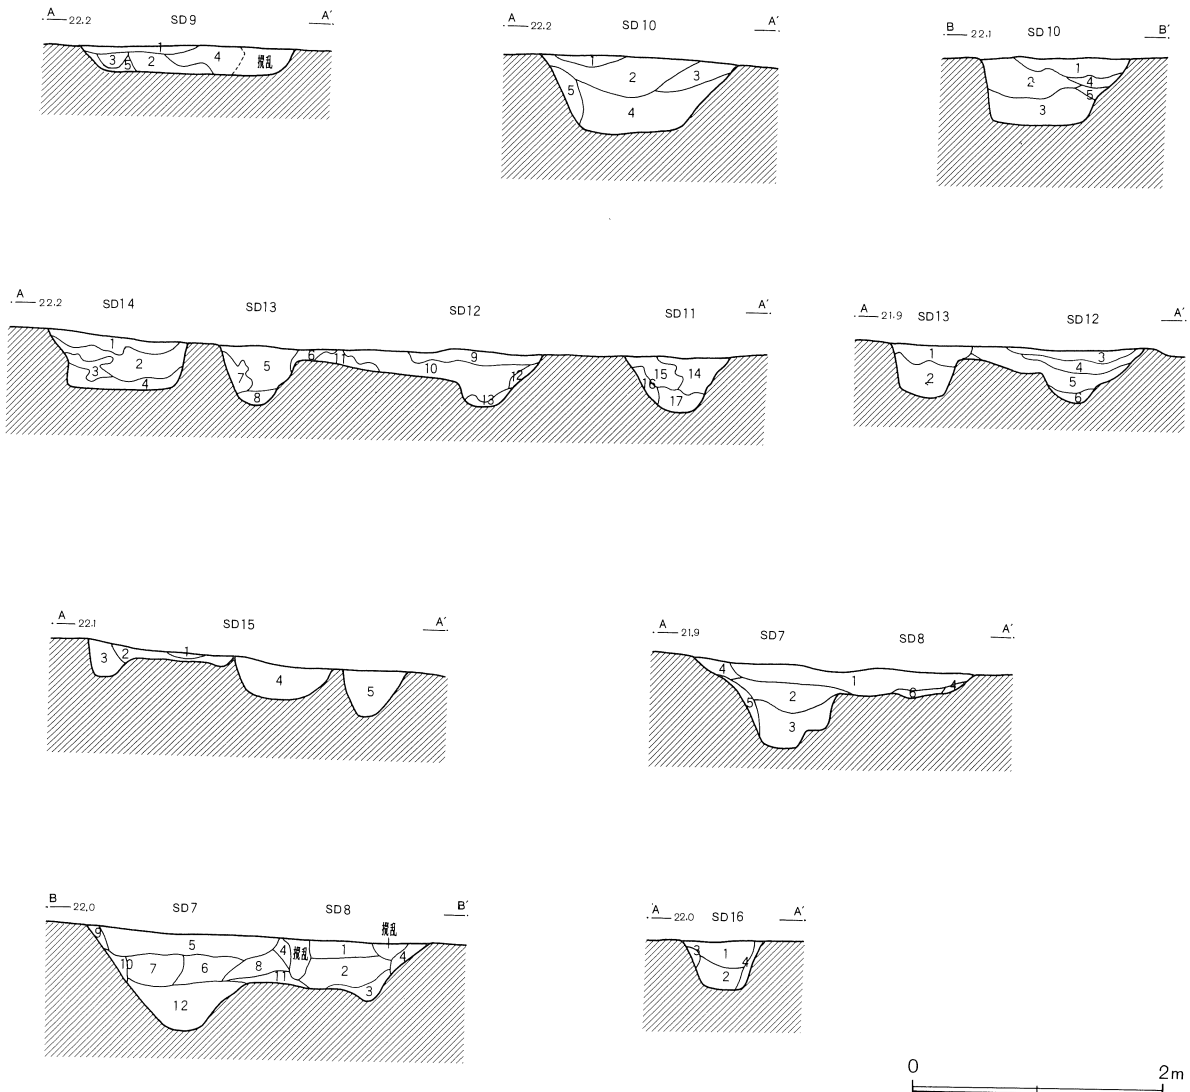 A 22.2 SD9 A'
1
3 5 2 4 攪乱
A 22.2 SD10 A'
1
2 3
5
4
B 22.1 SD10 B'
1
2 4
5
3
A 22.2 SD14 SD13 SD12 SD11 A'
1 6 11 9
2 5 10 15 14
3 7 12 16
4 8 13 17
A 21.9 SD13 SD12 A'
1 3
4
2 5
6
A 22.1 SD15 A'
3 2 1
4
5
A 21.9 SD7 SD8 A'
4 1
2 6 4
5
3
B 22.0 SD7 SD8 B'
攪乱
9 5 4 攪乱 1 4
10 7 6 8 2
11
3
12
A 22.0 SD16 A'
3 1
4
2
0 2m